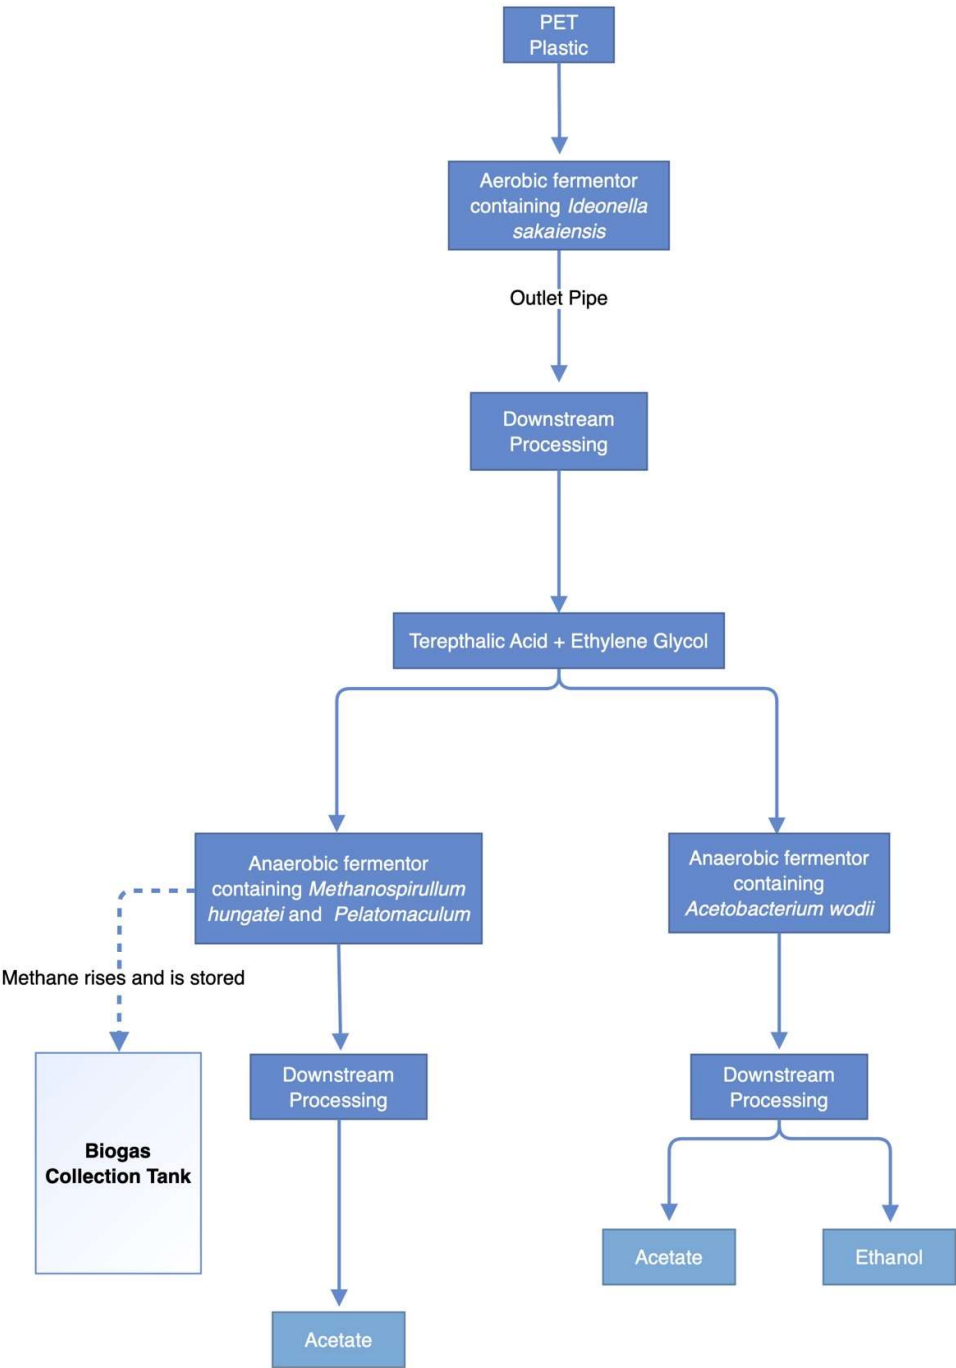 PET
Plastic
Aerobic fermentor
containing Ideonella
sakaiensis
Outlet Pipe
Downstream
Processing
Terepthalic Acid + Ethylene Glycol
Anaerobic fermentor
containing Methanospirullum
hungatei and Pelatomaculum
Anaerobic fermentor
containing
Acetobacterium wodii
Methane rises and is stored
Biogas
Collection Tank
Downstream
Processing
Downstream
Processing
Acetate
Ethanol
Acetate